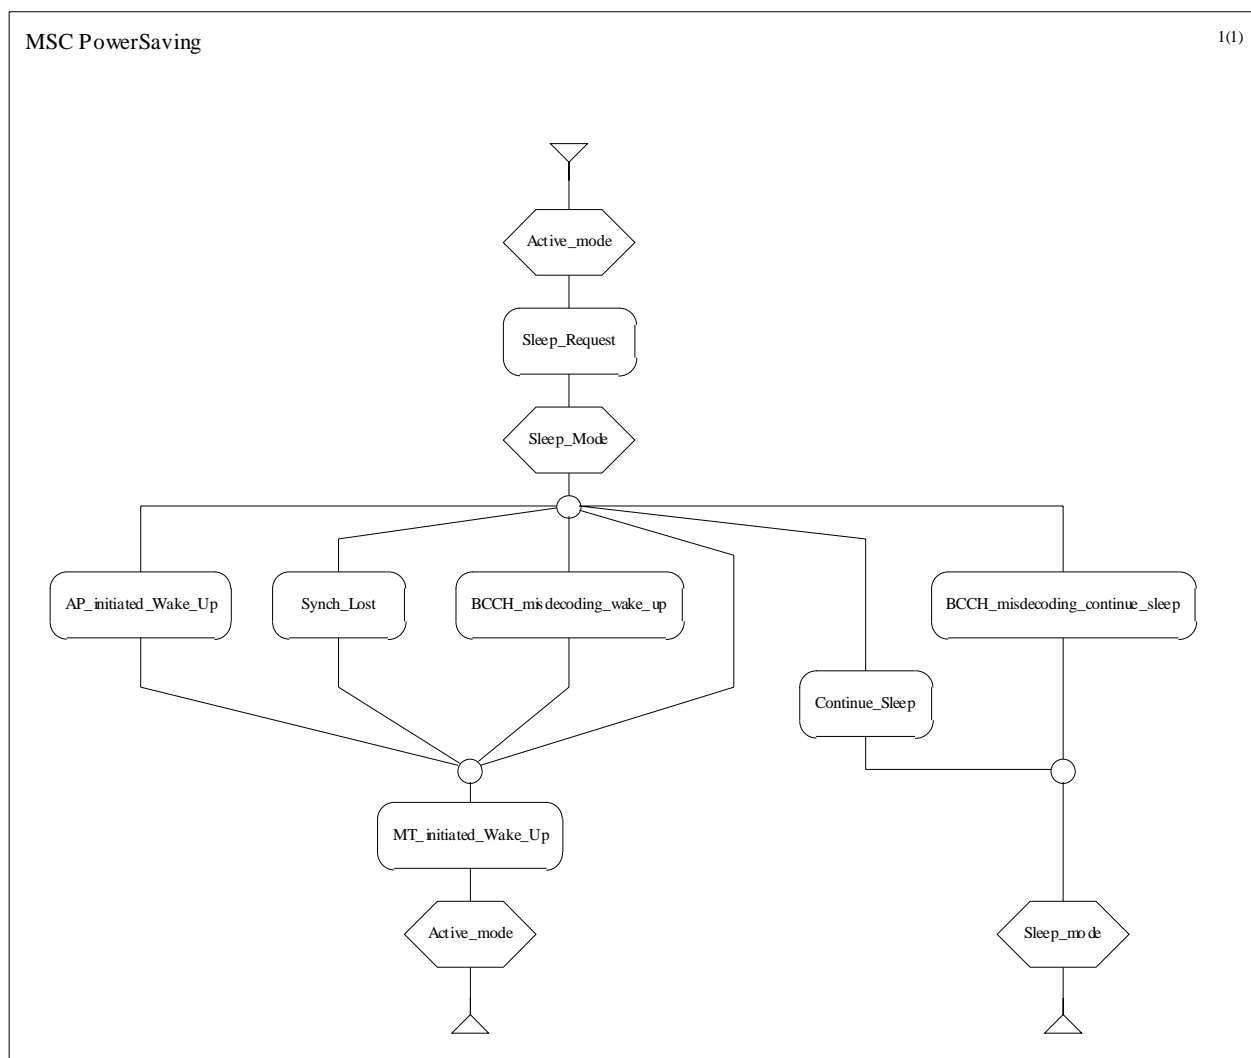 MSC PowerSaving
1(1)
Active_mode
Sleep_Request
Sleep_Mode
AP_initiated_Wake_Up
Synch_Lost
BCCH_misdecoding_wake_up
BCCH_misdecoding_continue_sleep
Continue_Sleep
MT_initiated_Wake_Up
Active_mode
Sleep_mode